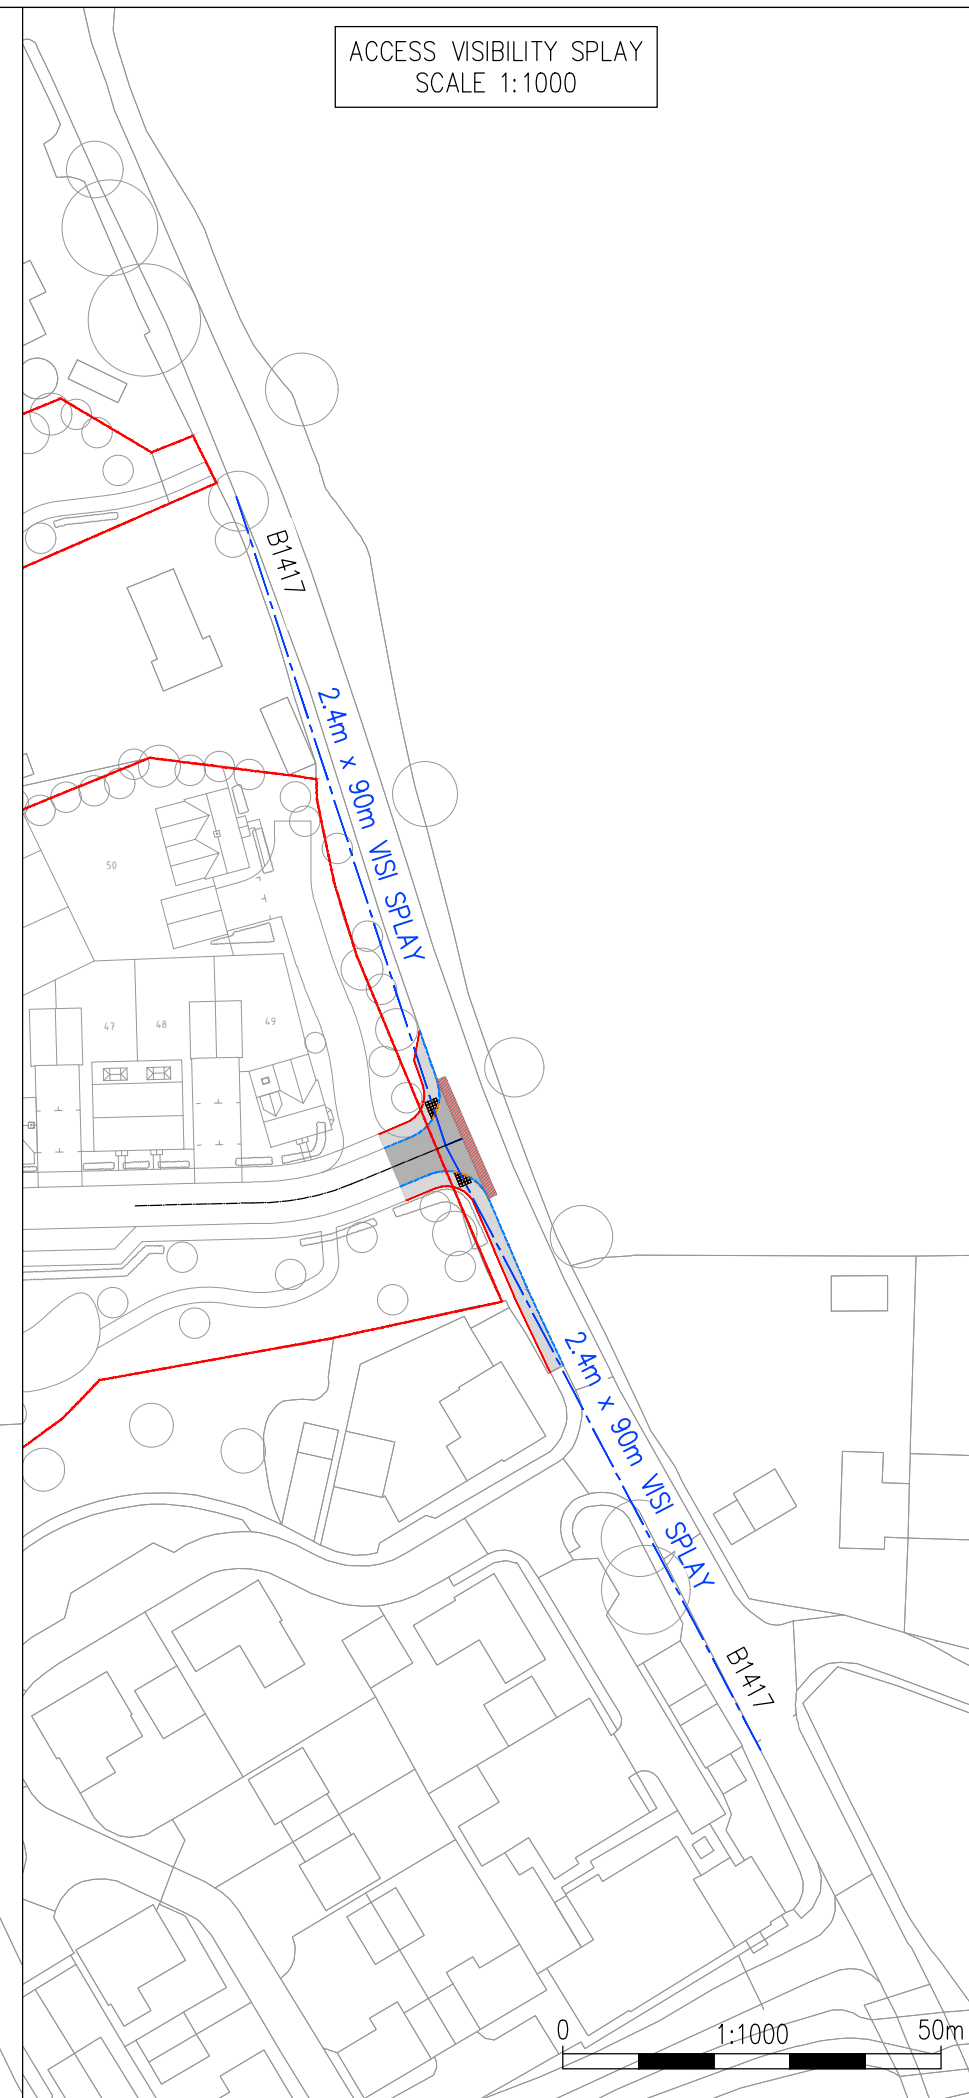 ACCESS VISIBILITY SPLAY
SCALE 1:1000
B1417
2.4m x 90m VISI SPLAY
50
47
48
49
2.4m x 90m VISI SPLAY
B1417
0
1:1000
50m